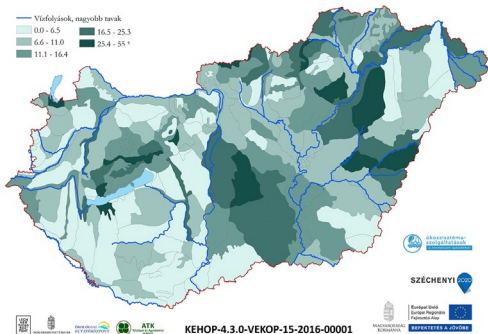 Vízfolyások, nagyobb tavak
0.0 - 6.5
6.6 - 11.0
11.1 - 16.4
16.5 - 25.3
25.4 - 55
ökoszisztéma-
szolgáltatások
SZÉCHENYI 2020
ATK
KEHOP-4.3.0-VEKOP-15-2016-00001
MAGYARORSZÁG
KORMÁNYA
Európai Unió
Európai Regionális
Fejlesztési Alap
BEFEKTETÉS A JÖVŐBE